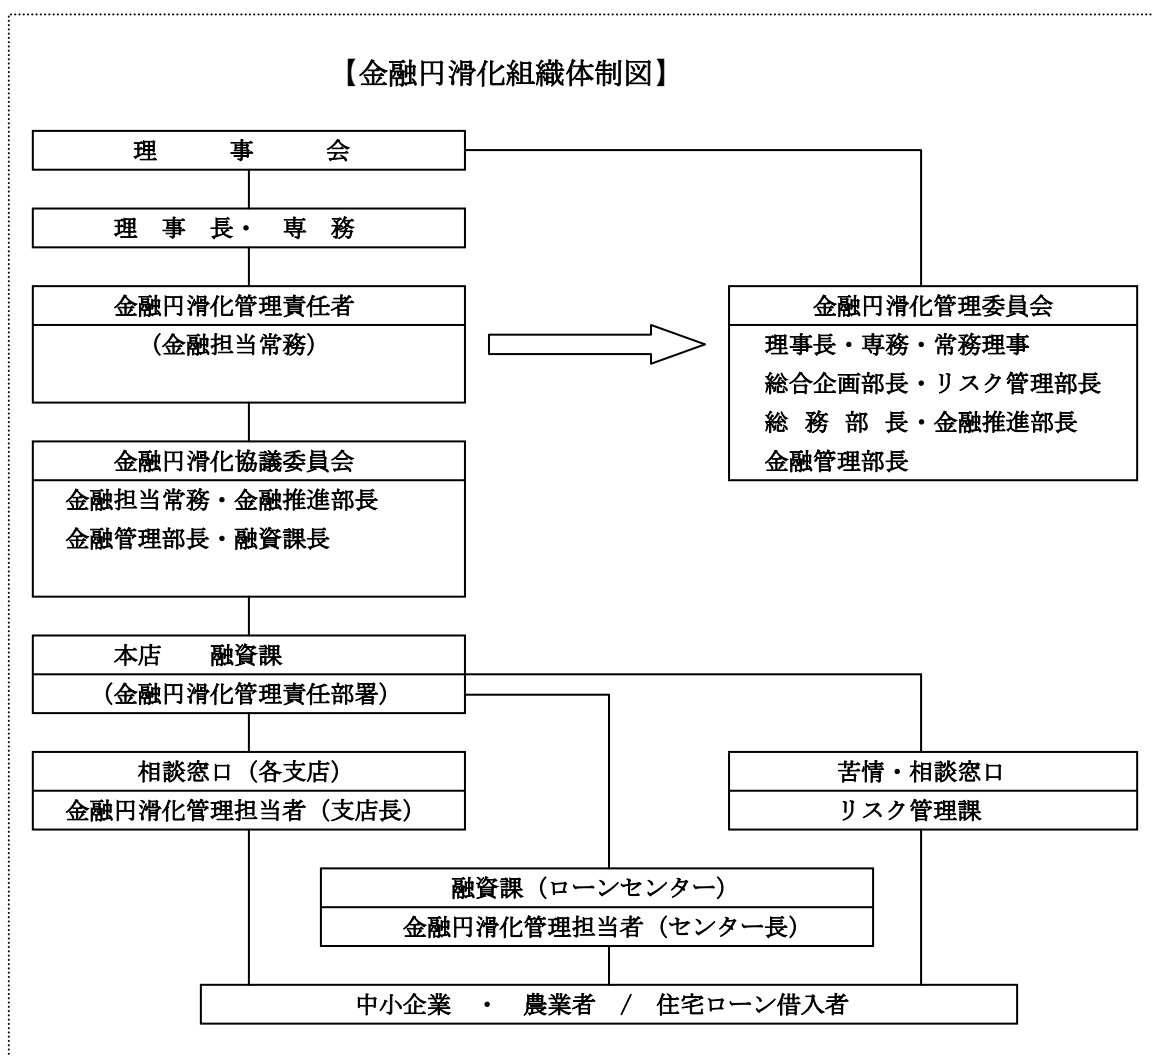 【金融円滑化組織体制図】
理 事 会
理 事 長・ 専 務
金融円滑化管理責任者
(金融担当常務)
金融円滑化管理委員会
理事長・専務・常務理事
総合企画部長・リスク管理部長
総 務 部 長・金融推進部長
金融管理部長
金融円滑化協議委員会
金融担当常務・金融推進部長
金融管理部長・融資課長
本店 融資課
(金融円滑化管理責任部署)
相談窓口(各支店)
金融円滑化管理担当者(支店長)
苦情・相談窓口
リスク管理課
融資課(ローンセンター)
金融円滑化管理担当者(センター長)
中小企業 ・ 農業者 / 住宅ローン借入者